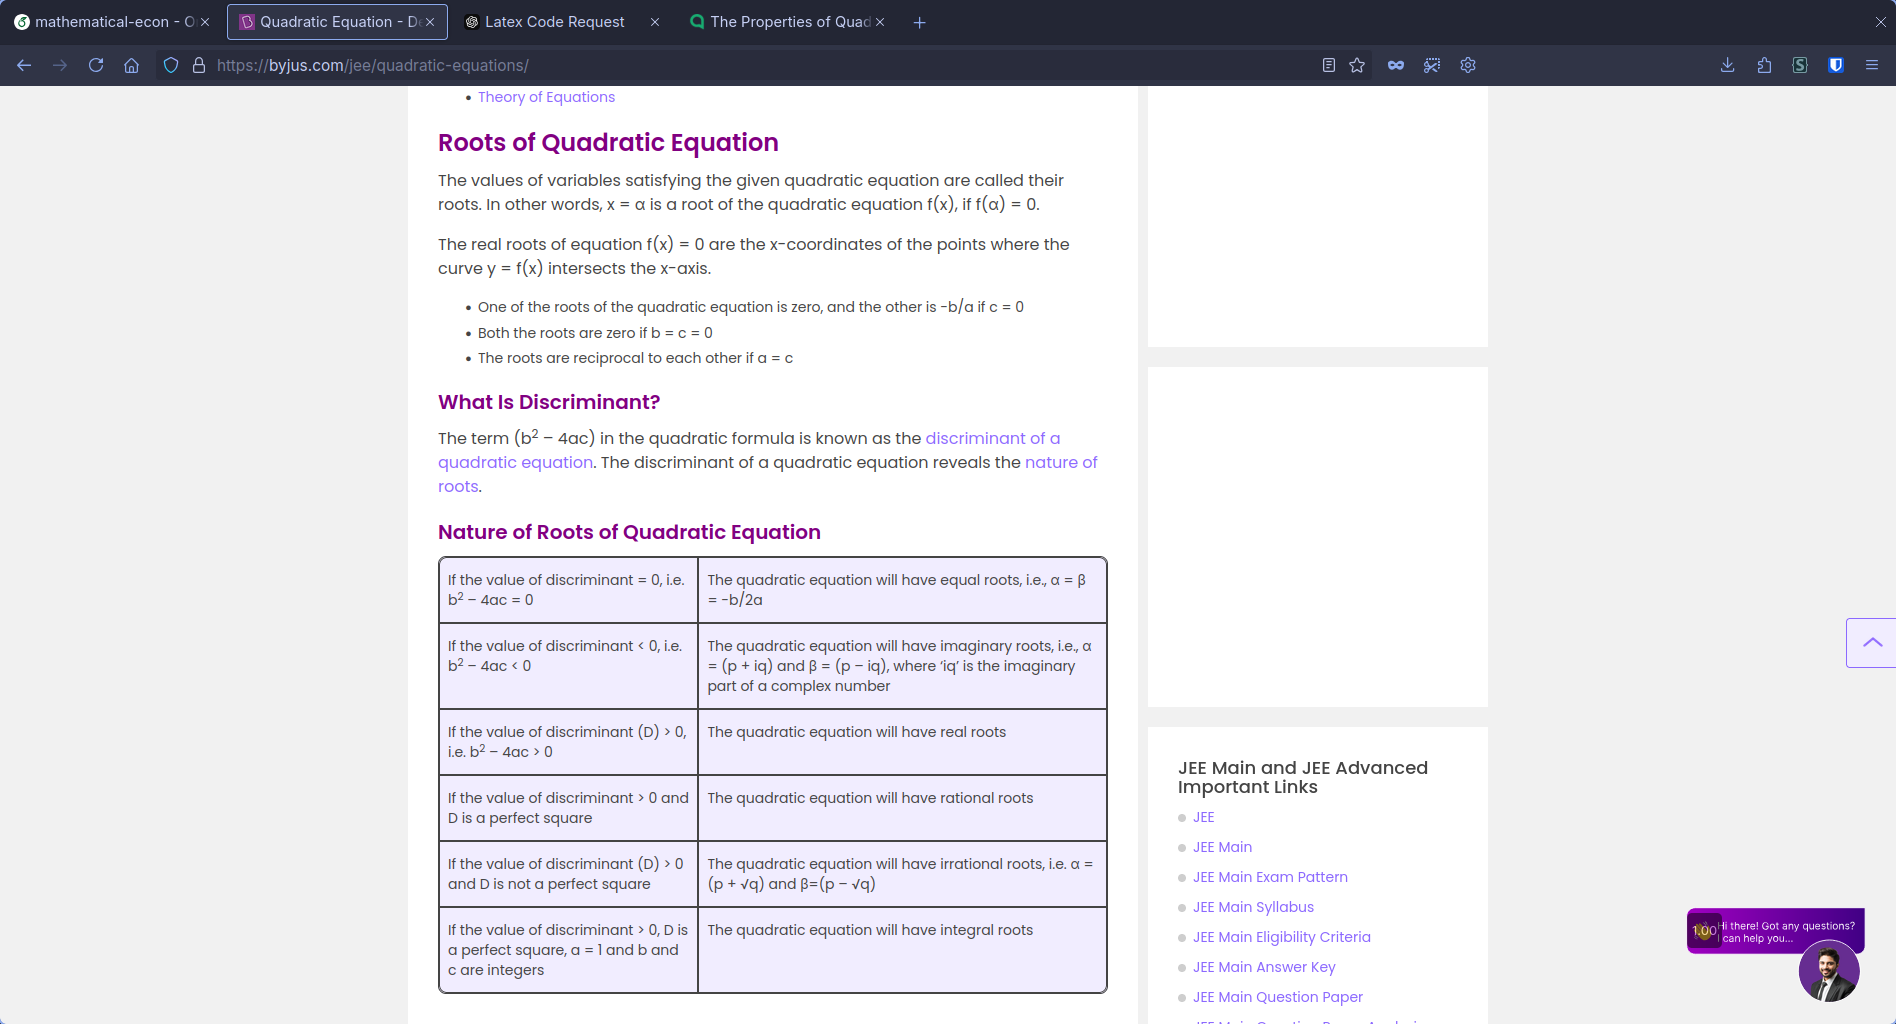 mathematical-econ - O
Quadratic Equation - De
Latex Code Request
The Properties of Quad
https://byjus.com/jee/quadratic-equations/
• Theory of Equations
Roots of Quadratic Equation
The values of variables satisfying the given quadratic equation are called their
roots. In other words, x = α is a root of the quadratic equation f(x), if f(α) = 0.
The real roots of equation f(x) = 0 are the x-coordinates of the points where the
curve y = f(x) intersects the x-axis.
• One of the roots of the quadratic equation is zero, and the other is -b/a if c = 0
• Both the roots are zero if b = c = 0
• The roots are reciprocal to each other if a = c
What Is Discriminant?
The term (b² – 4ac) in the quadratic formula is known as the discriminant of a
quadratic equation. The discriminant of a quadratic equation reveals the nature of
roots.
Nature of Roots of Quadratic Equation
If the value of discriminant = 0, i.e.
b² – 4ac = 0
The quadratic equation will have equal roots, i.e., α = β
= -b/2a
If the value of discriminant < 0, i.e.
b² – 4ac < 0
The quadratic equation will have imaginary roots, i.e., α
= (p + iq) and β = (p – iq), where ‘iq’ is the imaginary
part of a complex number
If the value of discriminant (D) > 0,
i.e. b² – 4ac > 0
The quadratic equation will have real roots
If the value of discriminant > 0 and
D is a perfect square
The quadratic equation will have rational roots
If the value of discriminant (D) > 0
and D is not a perfect square
The quadratic equation will have irrational roots, i.e. α =
(p + √q) and β=(p – √q)
If the value of discriminant > 0, D is
a perfect square, a = 1 and b and
c are integers
The quadratic equation will have integral roots
JEE Main and JEE Advanced
Important Links
JEE
JEE Main
JEE Main Exam Pattern
JEE Main Syllabus
JEE Main Eligibility Criteria
JEE Main Answer Key
JEE Main Question Paper
1.00
Hi there! Got any questions?
I can help you...